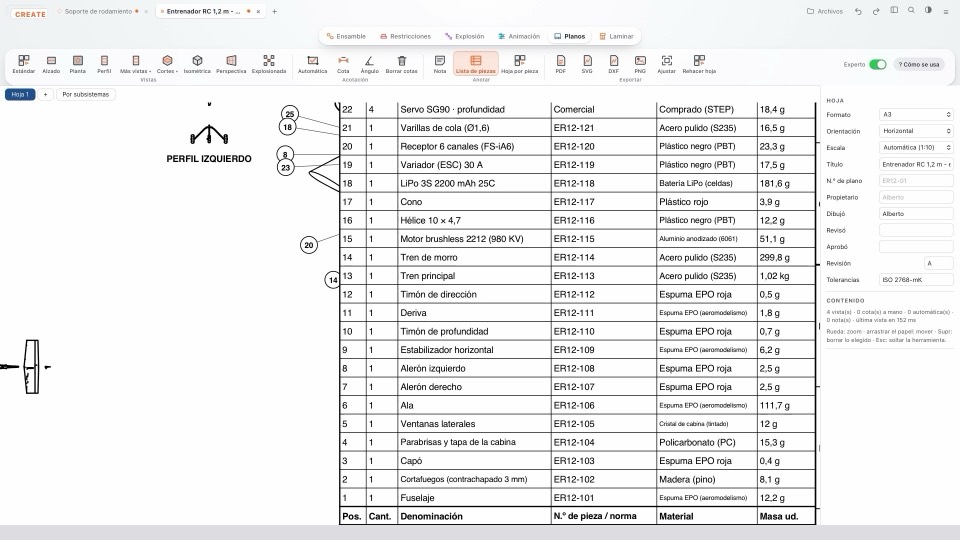 CREATE
Soporte de rodamiento
Entrenador RC 1,2 m - ...
×
+
Archivos
Ensamble
Restricciones
Explosión
Animación
Planos
Laminar
Estándar
Alzado
Planta
Perfil
Más vistas
Cortes
Isométrica
Perspectiva
Explosionada
Automática
Cota
Ángulo
Borrar cotas
Nota
Lista de piezas
Hoja por pieza
PDF
SVG
DXF
PNG
Ajustar
Rehacer hoja
Vistas
Acotación
Anotar
Exportar
Experto
? Cómo se usa
Hoja 1
+
Por subsistemas
PERFIL IZQUIERDO
25
18
8
23
20
14
22 4 Servo SG90 · profundidad Comercial Comprado (STEP) 18,4 g
21 1 Varillas de cola (Ø1,6) ER12-121 Acero pulido (S235) 16,5 g
20 1 Receptor 6 canales (FS-iA6) ER12-120 Plástico negro (PBT) 23,3 g
19 1 Variador (ESC) 30 A ER12-119 Plástico negro (PBT) 17,5 g
18 1 LiPo 3S 2200 mAh 25C ER12-118 Batería LiPo (celdas) 181,6 g
17 1 Cono ER12-117 Plástico rojo 3,9 g
16 1 Hélice 10 × 4,7 ER12-116 Plástico negro (PBT) 12,2 g
15 1 Motor brushless 2212 (980 KV) ER12-115 Aluminio anodizado (6061) 51,1 g
14 1 Tren de morro ER12-114 Acero pulido (S235) 299,8 g
13 1 Tren principal ER12-113 Acero pulido (S235) 1,02 kg
12 1 Timón de dirección ER12-112 Espuma EPO roja 0,5 g
11 1 Deriva ER12-111 Espuma EPO (aeromodelismo) 1,8 g
10 1 Timón de profundidad ER12-110 Espuma EPO roja 0,7 g
9 1 Estabilizador horizontal ER12-109 Espuma EPO (aeromodelismo) 6,2 g
8 1 Alerón izquierdo ER12-108 Espuma EPO roja 2,5 g
7 1 Alerón derecho ER12-107 Espuma EPO roja 2,5 g
6 1 Ala ER12-106 Espuma EPO (aeromodelismo) 111,7 g
5 1 Ventanas laterales ER12-105 Cristal de cabina (tintado) 12 g
4 1 Parabrisas y tapa de la cabina ER12-104 Policarbonato (PC) 15,3 g
3 1 Capó ER12-103 Espuma EPO roja 0,4 g
2 1 Cortafuegos (contrachapado 3 mm) ER12-102 Madera (pino) 8,1 g
1 1 Fuselaje ER12-101 Espuma EPO (aeromodelismo) 12,2 g
Pos. Cant. Denominación N.º de pieza / norma Material Masa ud.
HOJA
Formato A3
Orientación Horizontal
Escala Automática (1:10)
Título Entrenador RC 1,2 m - e
N.º de plano ER12-01
Propietario Alberto
Dibujó Alberto
Revisó
Aprobó
Revisión A
Tolerancias ISO 2768-mK
CONTENIDO
4 vista(s) · 0 cota(s) a mano · 0 automática(s) ·
0 nota(s) · última vista en 152 ms
Rueda: zoom · arrastrar el papel: mover · Supr:
borrar lo elegido · Esc: soltar la herramienta.